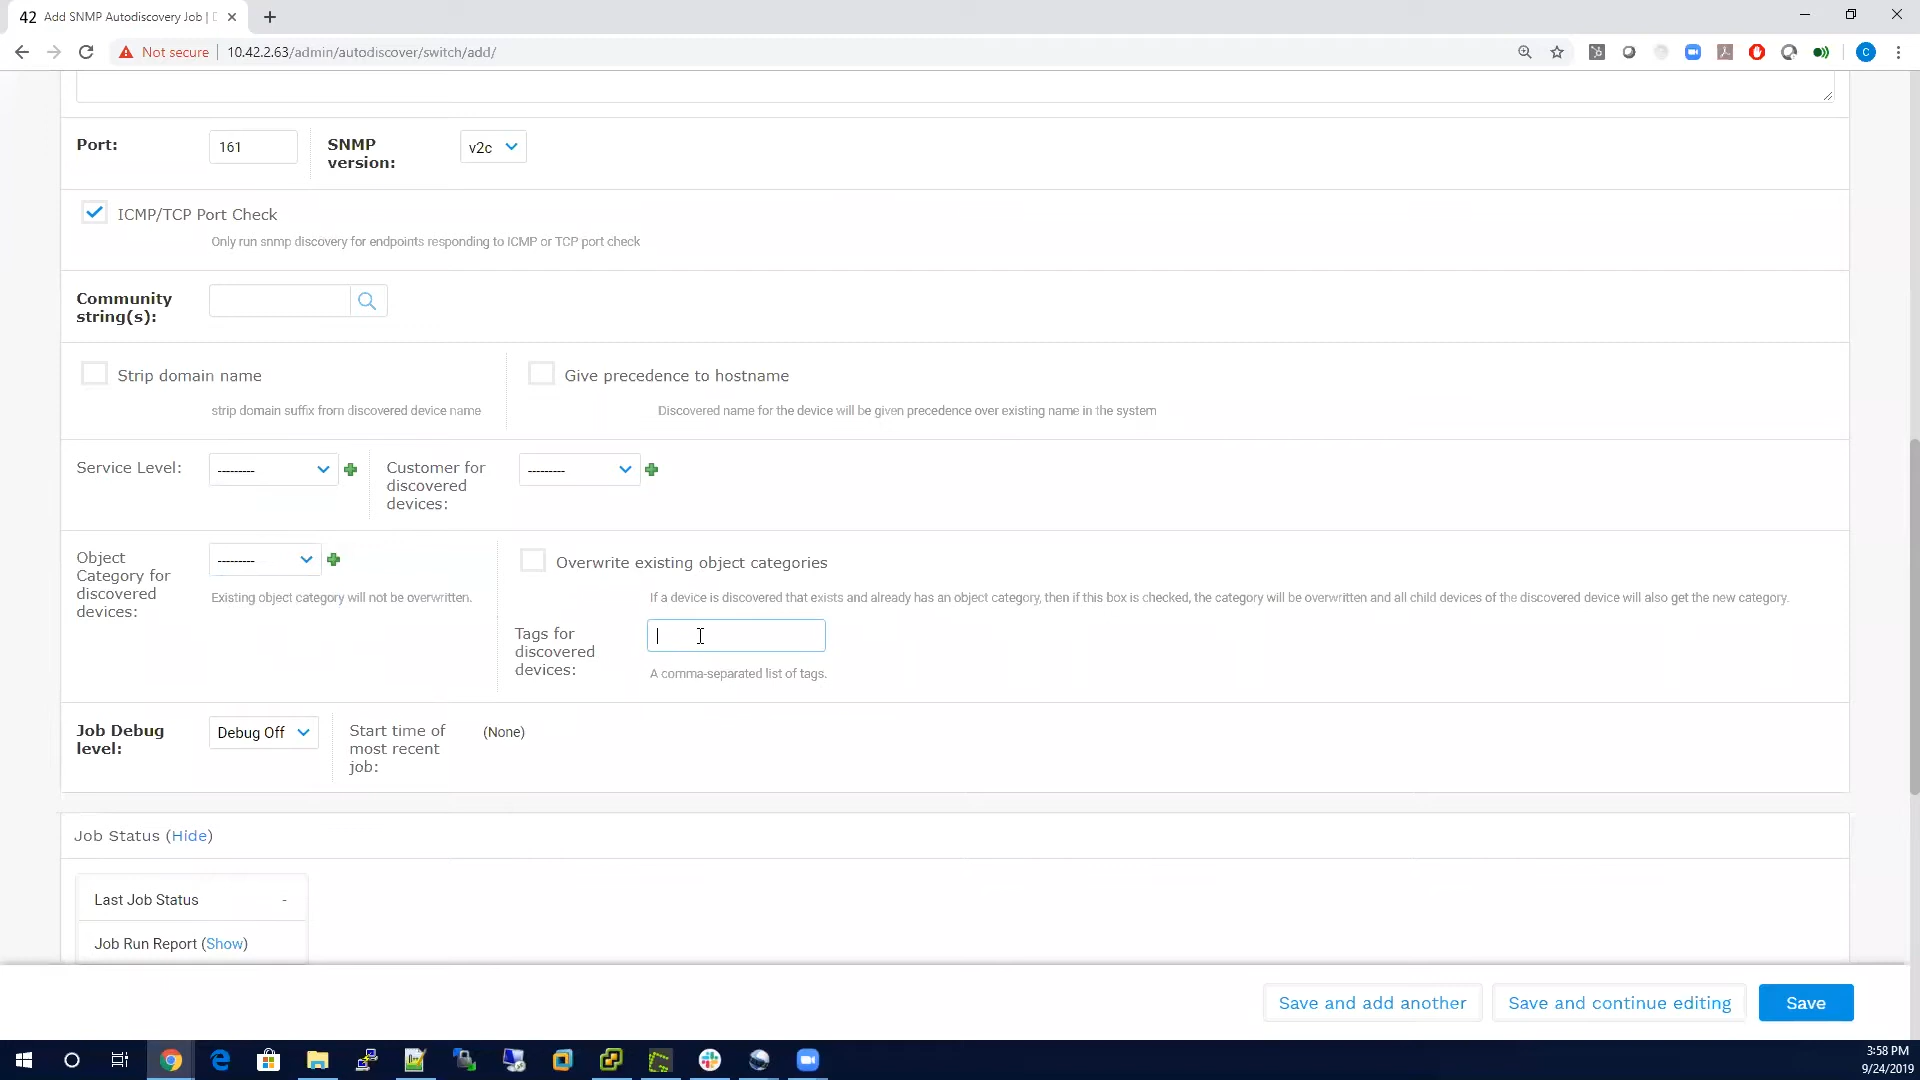 42 Add SNMP Autodiscovery Job |
Not secure 10.42.2.63/admin/autodiscover/switch/add/
C
Port:
161
SNMP
version:
v2c
ICMP/TCP Port Check
Only run snmp discovery for endpoints responding to ICMP or TCP port check
Community
string(s):
Strip domain name
strip domain suffix from discovered device name
Give precedence to hostname
Discovered name for the device will be given precedence over existing name in the system
Service Level:
---------
Customer for
discovered
devices:
---------
Object
Category for
discovered
devices:
---------
Existing object category will not be overwritten.
Overwrite existing object categories
If a device is discovered that exists and already has an object category, then if this box is checked, the category will be overwritten and all child devices of the discovered device will also get the new category.
Tags for
discovered
devices:
A comma-separated list of tags.
Job Debug
level:
Debug Off
Start time of
most recent
job:
(None)
Job Status (Hide)
Last Job Status -
Job Run Report (Show)
Save and add another
Save and continue editing
Save
3:58 PM
9/24/2019